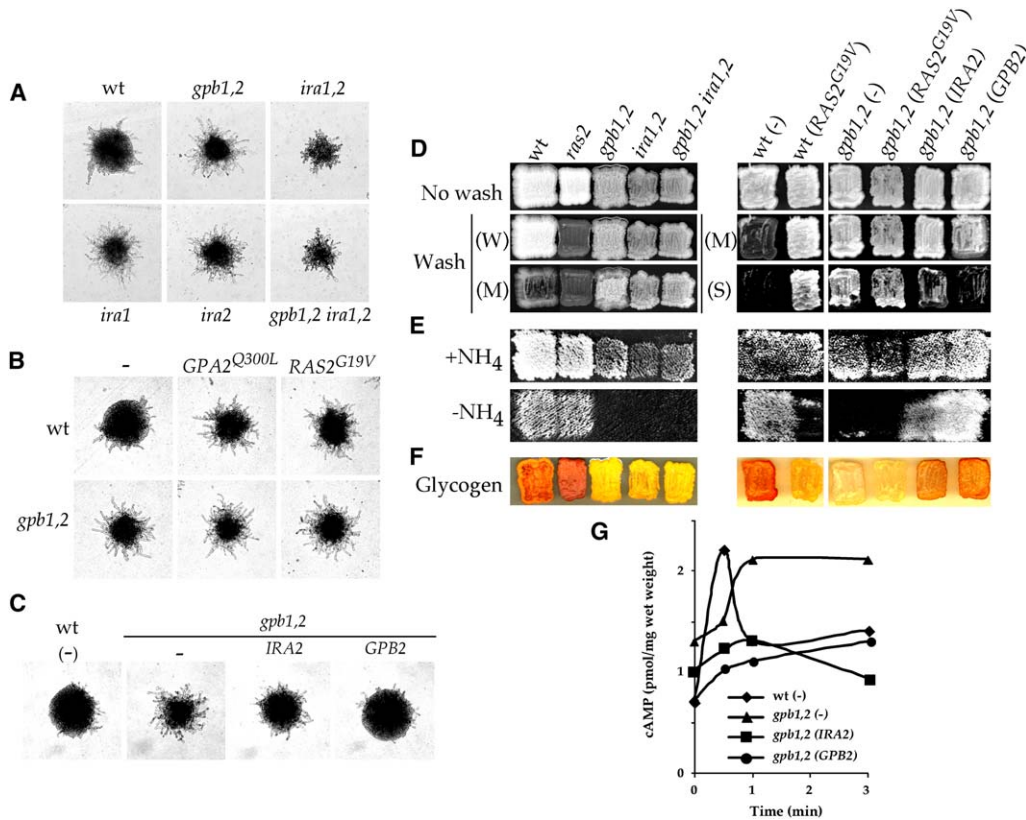 A
wt gpb1,2 ira1,2
ira1 ira2 gpb1,2 ira1,2
B
- GPA2Q300L RAS2G19V
wt
gpb1,2
C
wt
(-)
gpb1,2
- IRA2 GPB2
D
wt ras2 gpb1,2 ira1,2 gpb1,2 ira1,2
wt (-) wt (RAS2G19V) gpb1,2 (-) gpb1,2 (RAS2G19V) gpb1,2 (IRA2) gpb1,2 (GPB2)
No wash
Wash
(W) (M)
(M) (S)
E
+NH4
-NH4
F
Glycogen
G
cAMP (pmol/mg wet weight)
2
1
0
0 1 2 3
Time (min)
wt (-)
gpb1,2 (-)
gpb1,2 (IRA2)
gpb1,2 (GPB2)